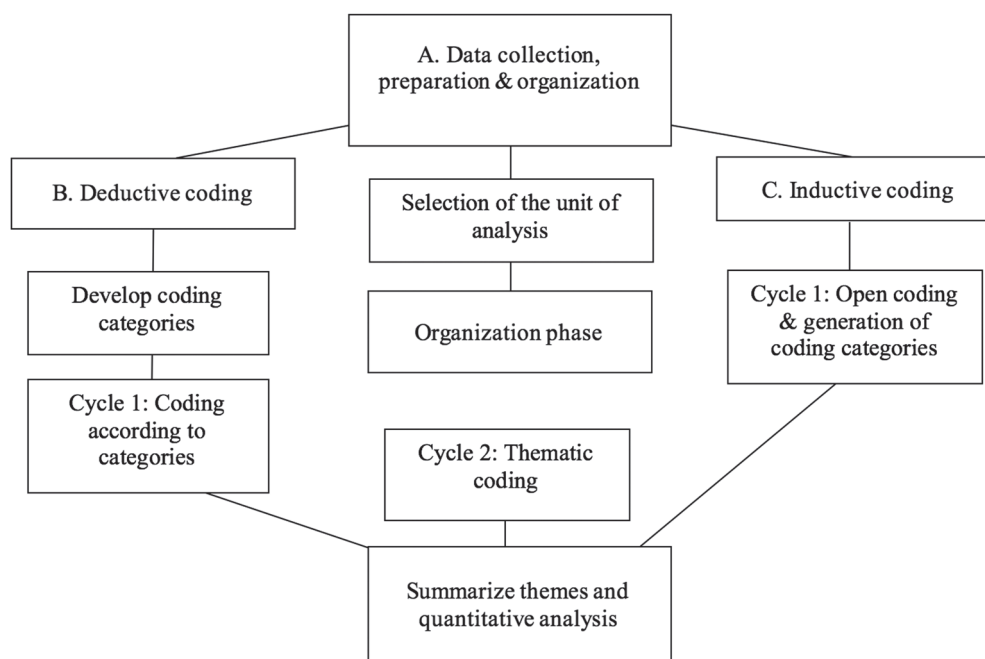 A. Data collection,
preparation & organization
B. Deductive coding
Selection of the unit of
analysis
C. Inductive coding
Develop coding
categories
Organization phase
Cycle 1: Open coding
& generation of
coding categories
Cycle 1: Coding
according to
categories
Cycle 2: Thematic
coding
Summarize themes and
quantitative analysis